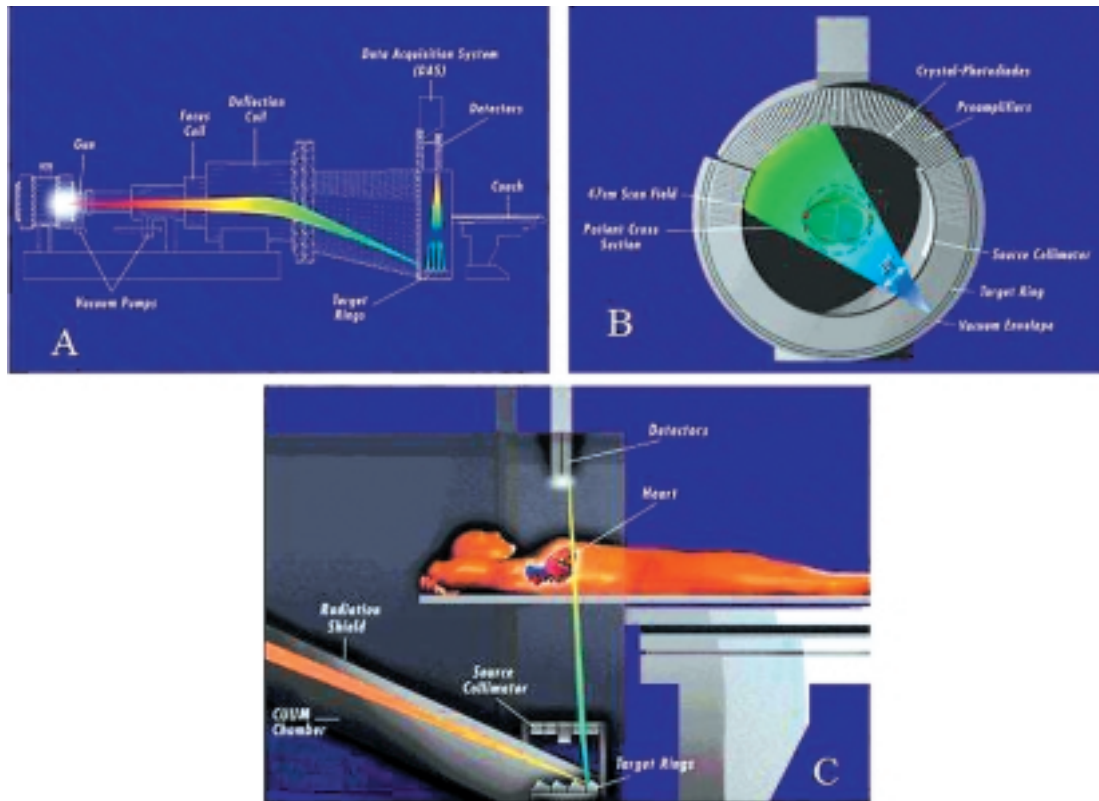 Data Acquisition System
(DAS)
Deflection
Coil
Focus
Coil
Detectors
Gun
Couch
Vacuum Pumps
Target
Rings
A
Crystal-Photodiodes
Preamplifiers
47cm Scan Field
Patient Cross
Section
Source Collimator
Target Ring
Vacuum Envelope
B
Detectors
Heart
Radiation
Shield
Source
Collimator
Chamber
Target Rings
C